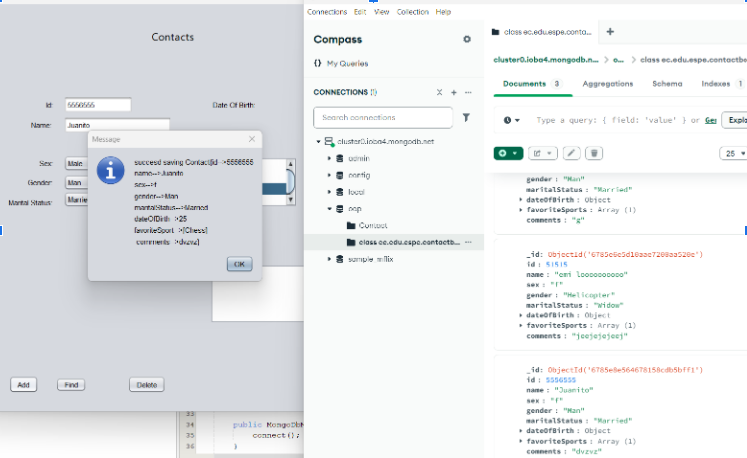 Contacts
Id:
5556555
Date Of Birth:
Name:
Juanito
Sex:
Male
Gender:
Man
Marital Status:
Marrie
Message
succesd saving Contact[id-->5556555
name-->Juanito
sex-->f
gender-->Man
maritalStatus-->Married
dateOfBirth->25
favoriteSport->[Chess]
comments->dvzvz]
OK
Add
Find
Delete
33
34 public MongoDbM
35 connect();
36 }
Connections Edit View Collection Help
Compass
My Queries
CONNECTIONS (1)
Search connections
cluster0.ioba4.mongodb.net
admin
config
local
oop
Contact
class ec.edu.espe.contactb...
sample_mflix
class ec.edu.espe.conta...
cluster0.ioba4.mongodb... > o... > class ec.edu.espe.contactbo
Documents 3 Aggregations Schema Indexes 1
Type a query: { field: 'value' } or Ge
Explo
25
gender : "Man"
maritalStatus : "Married"
dateOfBirth : Object
favoriteSports : Array (1)
comments : "g"
id : 51515
name : "emi loooooooooo"
sex : "f"
gender : "Helicopter"
maritalStatus : "Widow"
dateOfBirth : Object
favoriteSports : Array (1)
comments : "jeejejejeej"
_id: ObjectId('6785e8e564678158cdb5bff1')
id : 5556555
name : "Juanito"
sex : "f"
gender : "Man"
maritalStatus : "Married"
dateOfBirth : Object
favoriteSports : Array (1)
comments : "dvzvz"